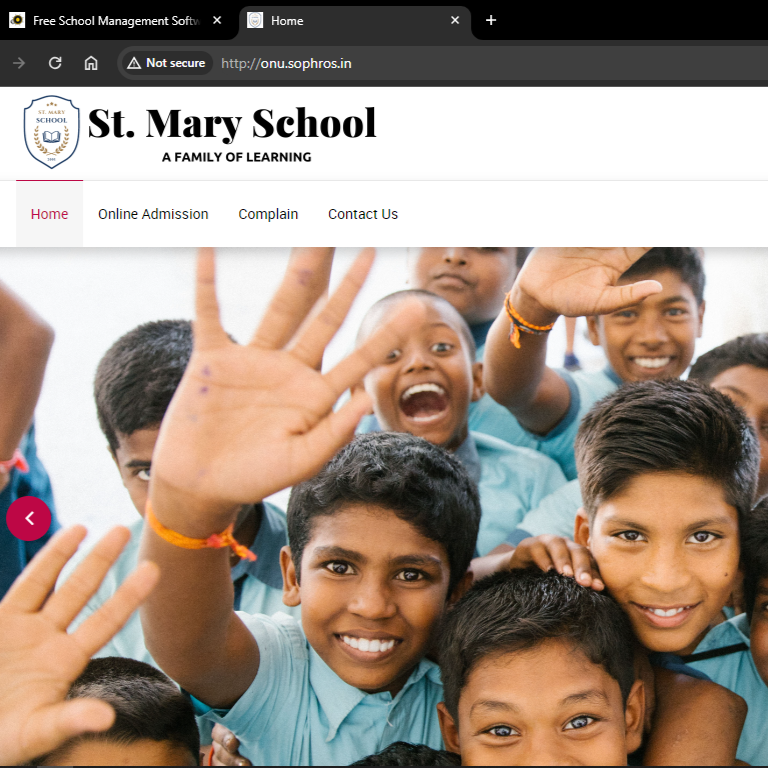 Free School Management Softw
Home
Not secure
http://onu.sophros.in
ST. MARY
SCHOOL
St. Mary School
A FAMILY OF LEARNING
Home
Online Admission
Complain
Contact Us